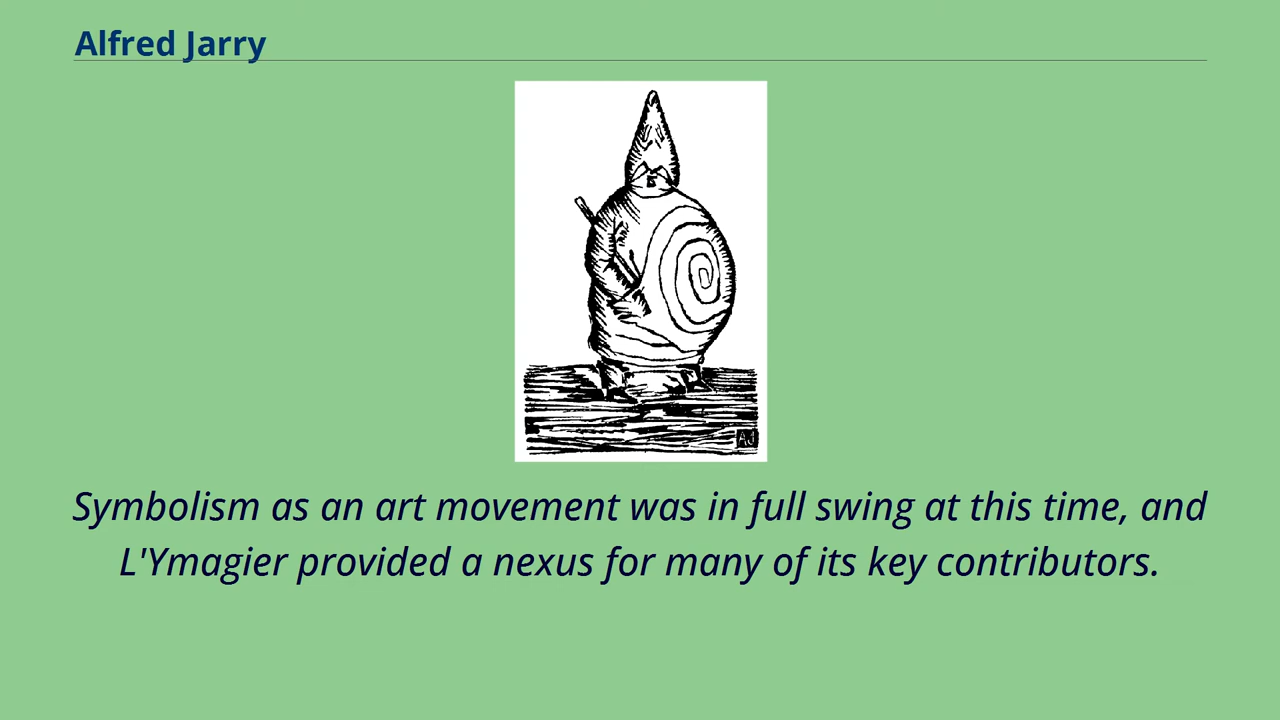 Alfred Jarry
AJ
Symbolism as an art movement was in full swing at this time, and
L'Ymagier provided a nexus for many of its key contributors.